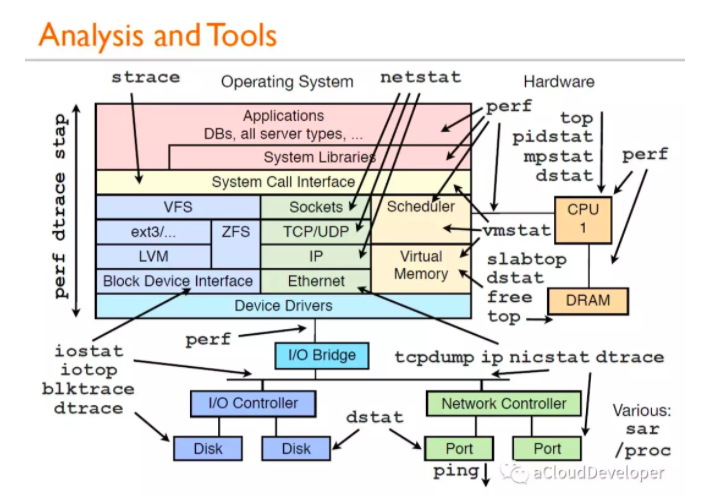 Analysis and Tools
strace
Operating System
netstat
Hardware
perf
Applications
DBs, all server types, ...
System Libraries
System Call Interface
VFS
Sockets
Scheduler
ext3/...
ZFS
TCP/UDP
LVM
IP
Virtual
Memory
Block Device Interface
Ethernet
Device Drivers
perf dtrace stap
top
pidstat
mpstat
dstat
perf
CPU
1
vmstat
slabtop
dstat
free
top
DRAM
perf
I/O Bridge
iostat
iotop
blktrace
dtrace
tcpdump ip nicstat dtrace
I/O Controller
Network Controller
Disk
Disk
dstat
Port
Port
ping
Various:
sar
/proc
aCloudDeveloper